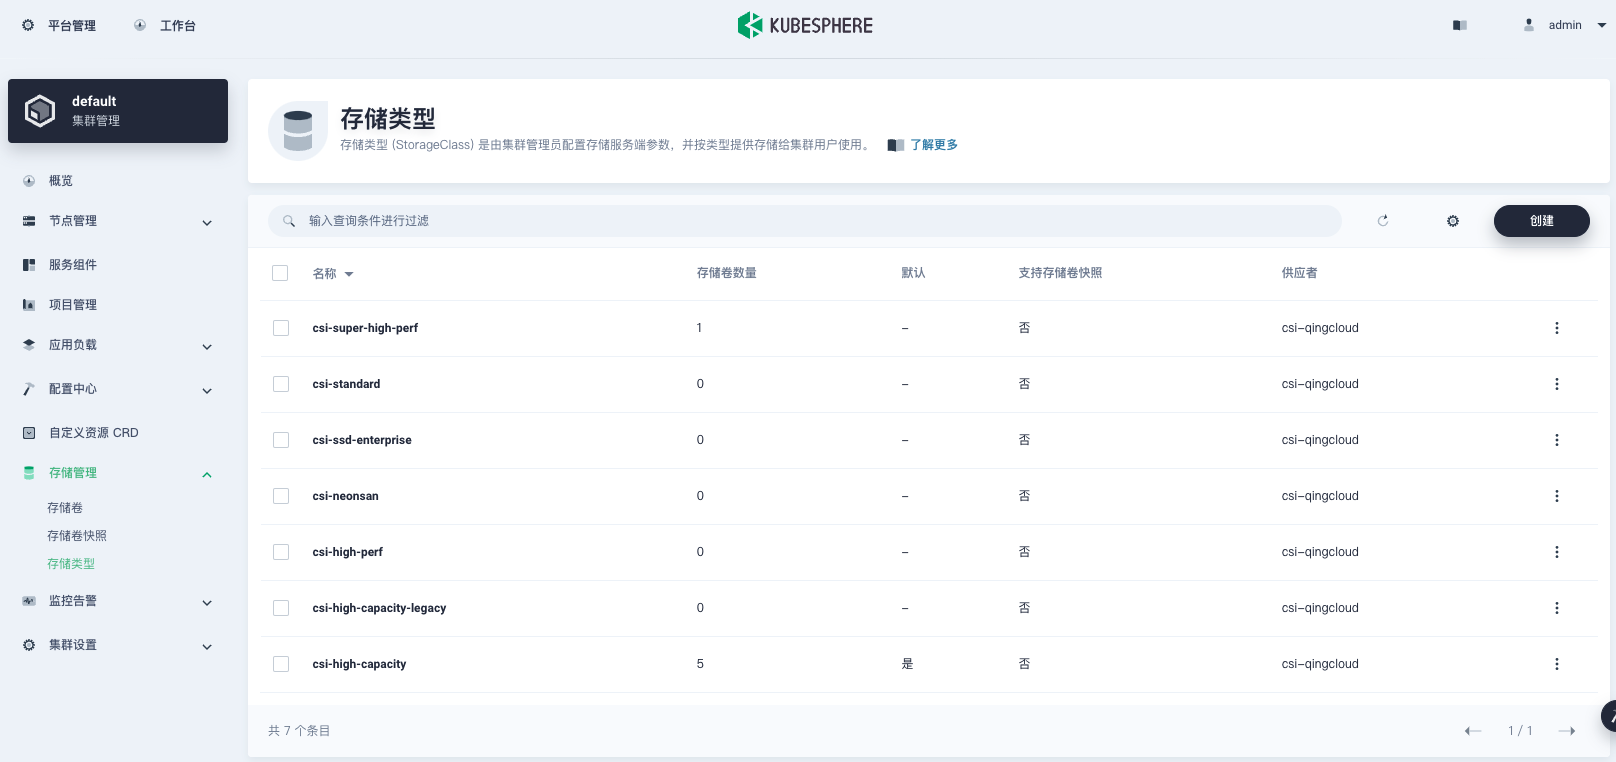 平台管理
工作台
KUBESPHERE
admin
default
集群管理
概览
节点管理
服务组件
项目管理
应用负载
配置中心
自定义资源 CRD
存储管理
存储卷
存储卷快照
存储类型
监控告警
集群设置
存储类型
存储类型 (StorageClass) 是由集群管理员配置存储服务端参数，并按类型提供存储给集群用户使用。 了解更多
输入查询条件进行过滤
创建
名称 存储卷数量 默认 支持存储卷快照 供应者
csi-super-high-perf 1 – 否 csi-qingcloud
csi-standard 0 – 否 csi-qingcloud
csi-ssd-enterprise 0 – 否 csi-qingcloud
csi-neonsan 0 – 否 csi-qingcloud
csi-high-perf 0 – 否 csi-qingcloud
csi-high-capacity-legacy 0 – 否 csi-qingcloud
csi-high-capacity 5 是 否 csi-qingcloud
共 7 个条目
1 / 1